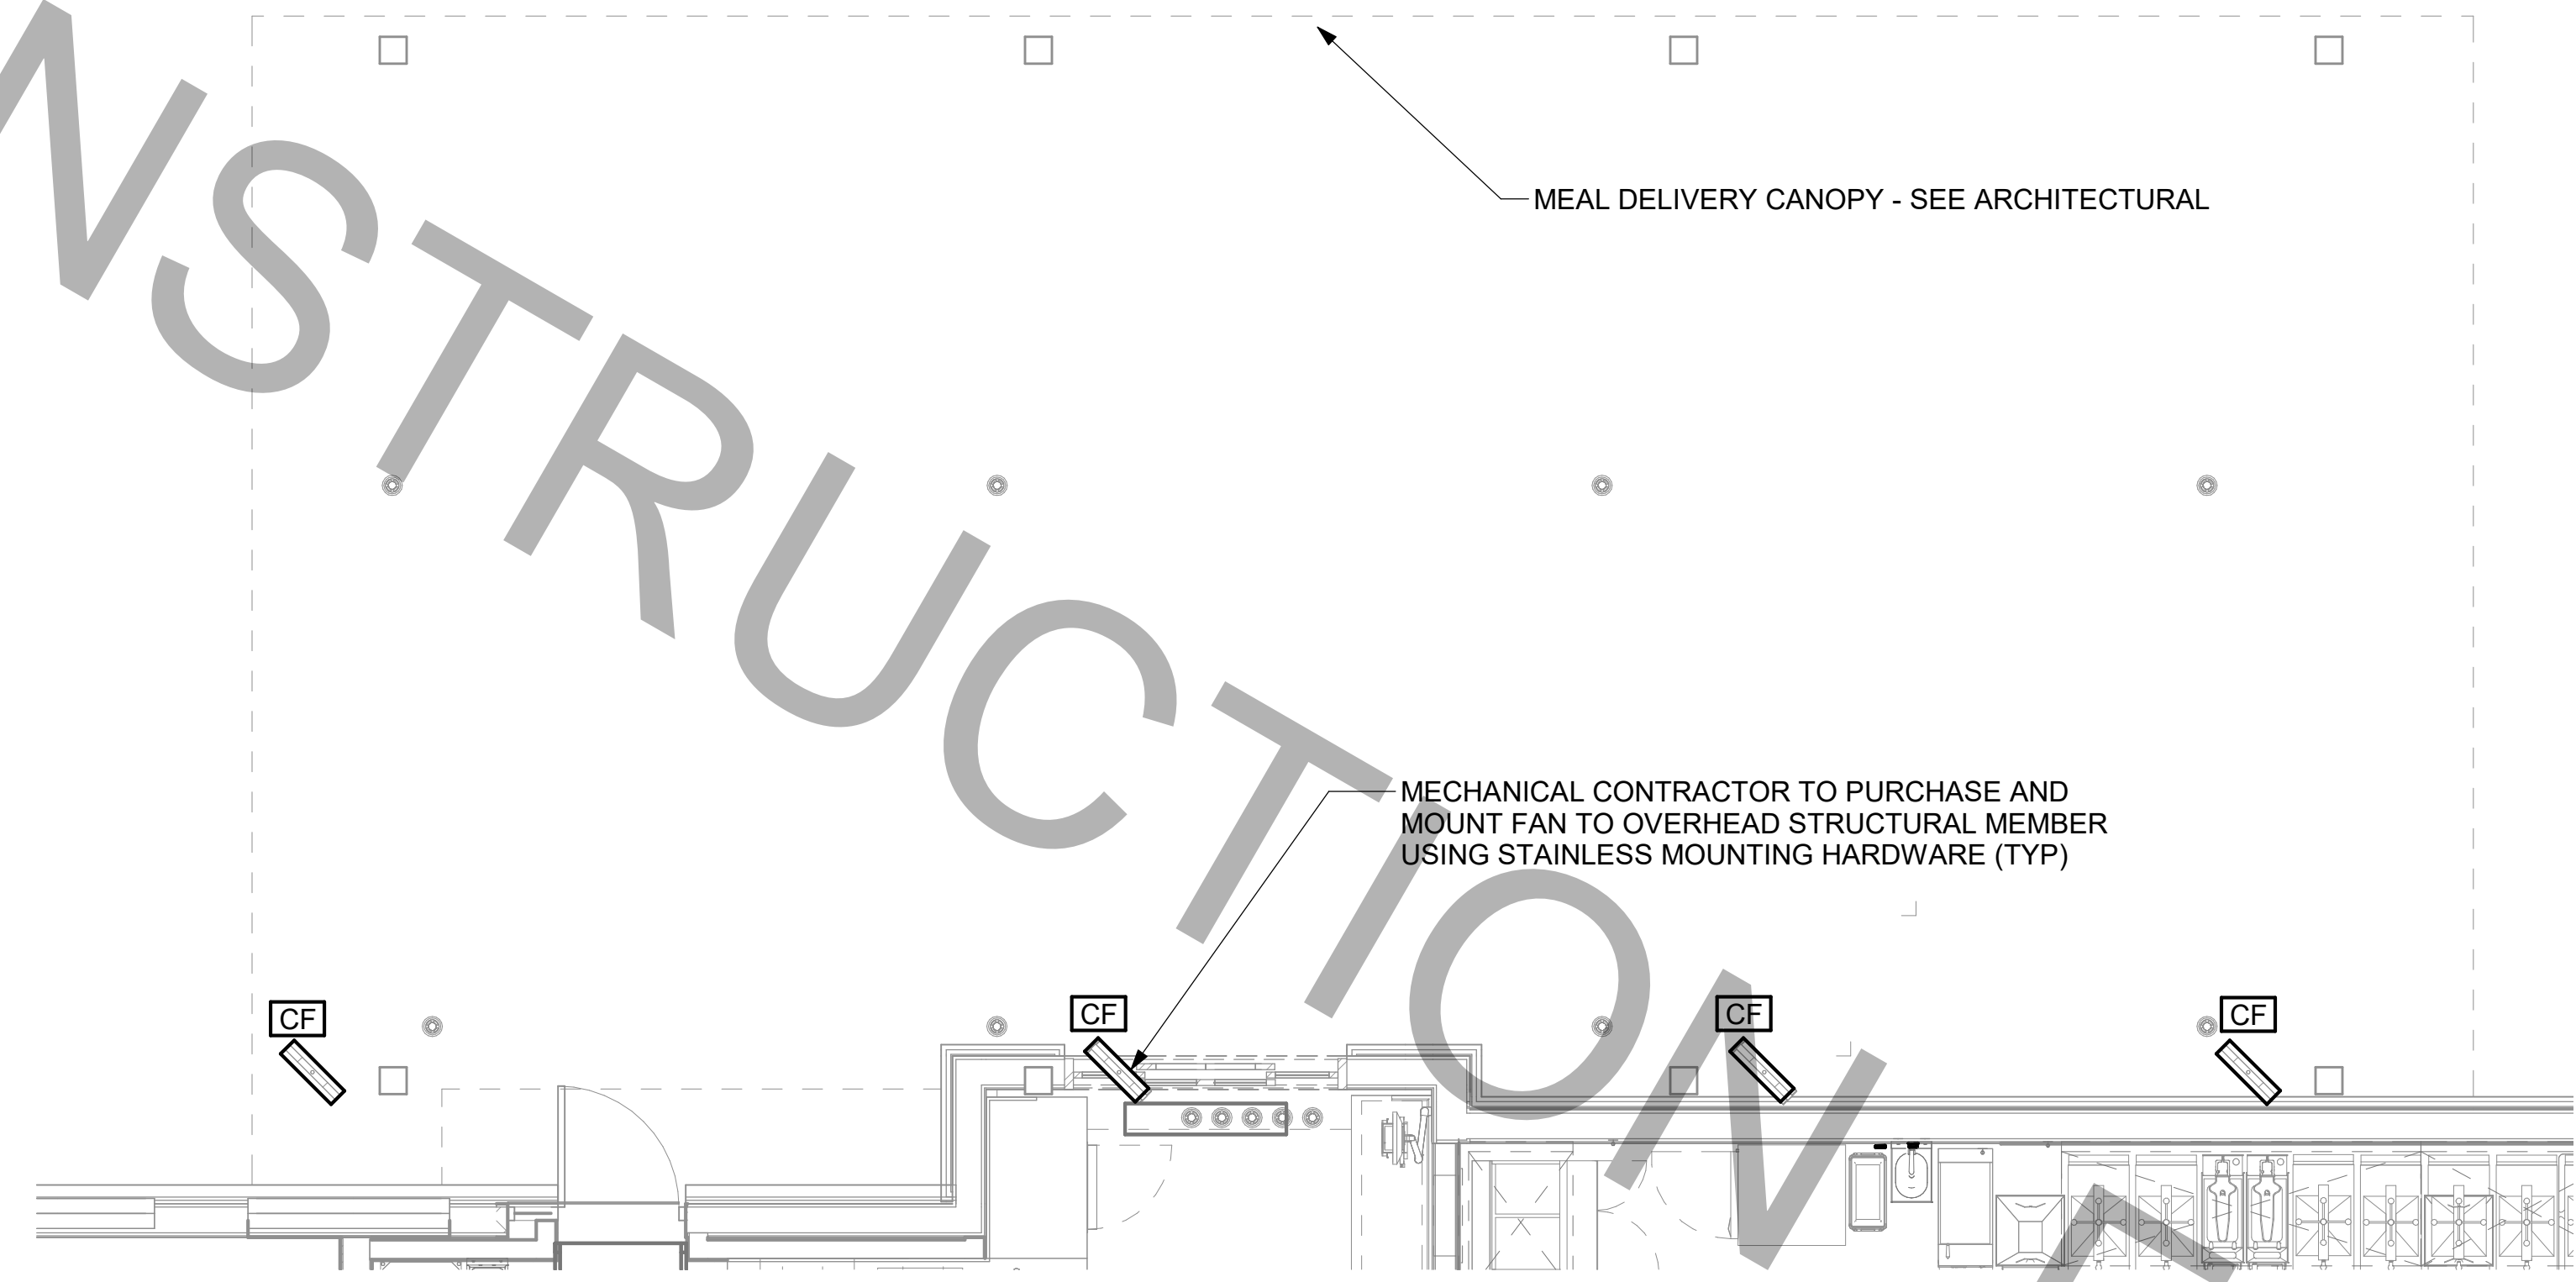 MEAL DELIVERY CANOPY - SEE ARCHITECTURAL
NSTRUCTION
MECHANICAL CONTRACTOR TO PURCHASE AND
MOUNT FAN TO OVERHEAD STRUCTURAL MEMBER
USING STAINLESS MOUNTING HARDWARE (TYP)
CF
CF
CF
CF